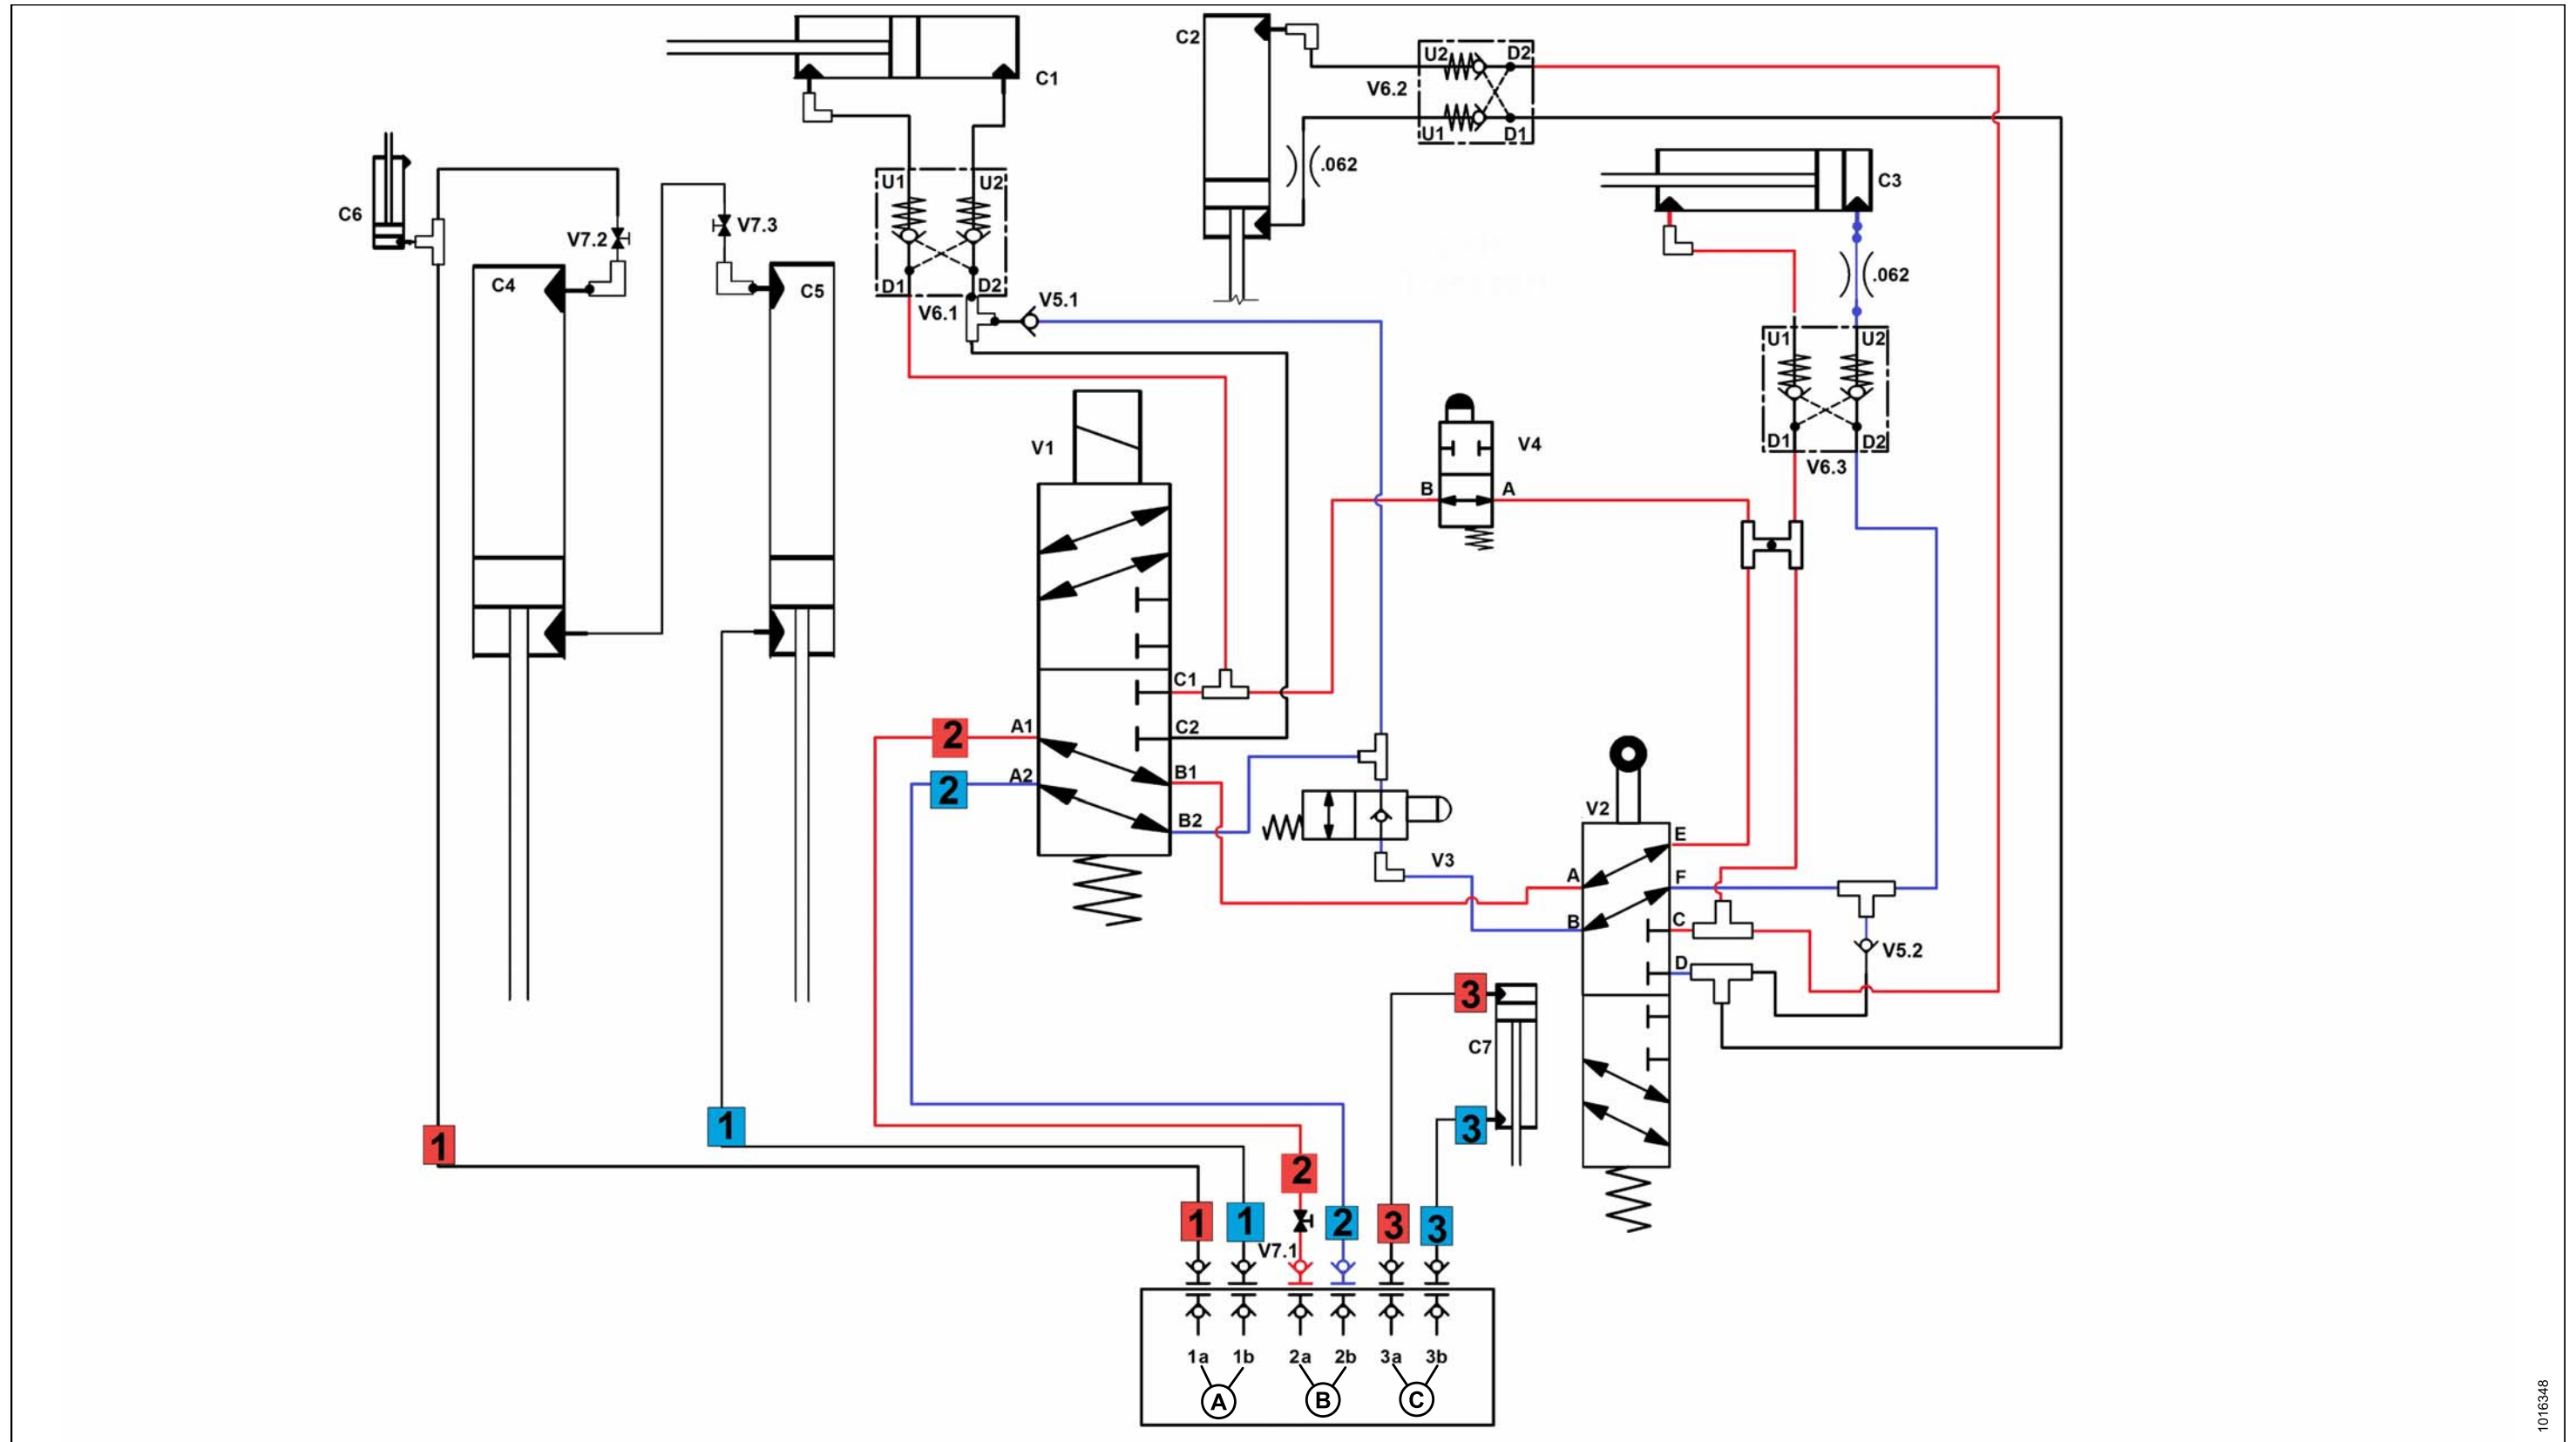 C1
C2
U2 D2
V6.2
U1 D1
.062
C3
C6
V7.2
V7.3
U1 U2
C4
C5
D1 D2
V6.1
V5.1
.062
U1 U2
V1
V4
D1 D2
V6.3
B A
C1
2 A1
C2
2 A2
B1
B2
V2
E
V3
A
F
B
C
V5.2
D
3
C7
1
3
1
2
1 1 2 3 3
V7.1
1a 1b 2a 2b 3a 3b
A B C
1016348